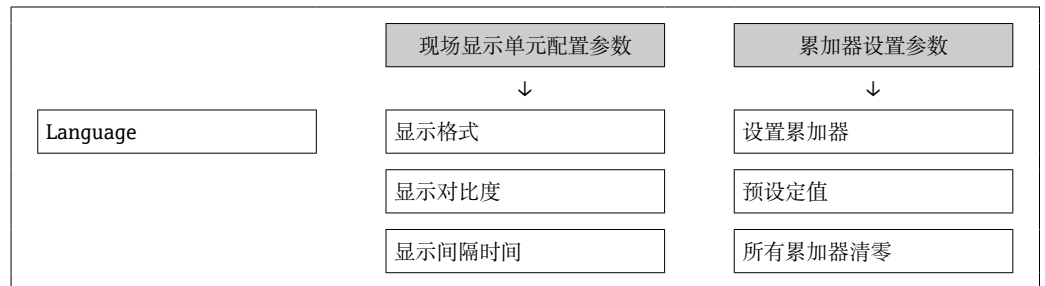 现场显示单元配置参数
累加器设置参数
↓
↓
Language
显示格式
设置累加器
显示对比度
预设定值
显示间隔时间
所有累加器清零